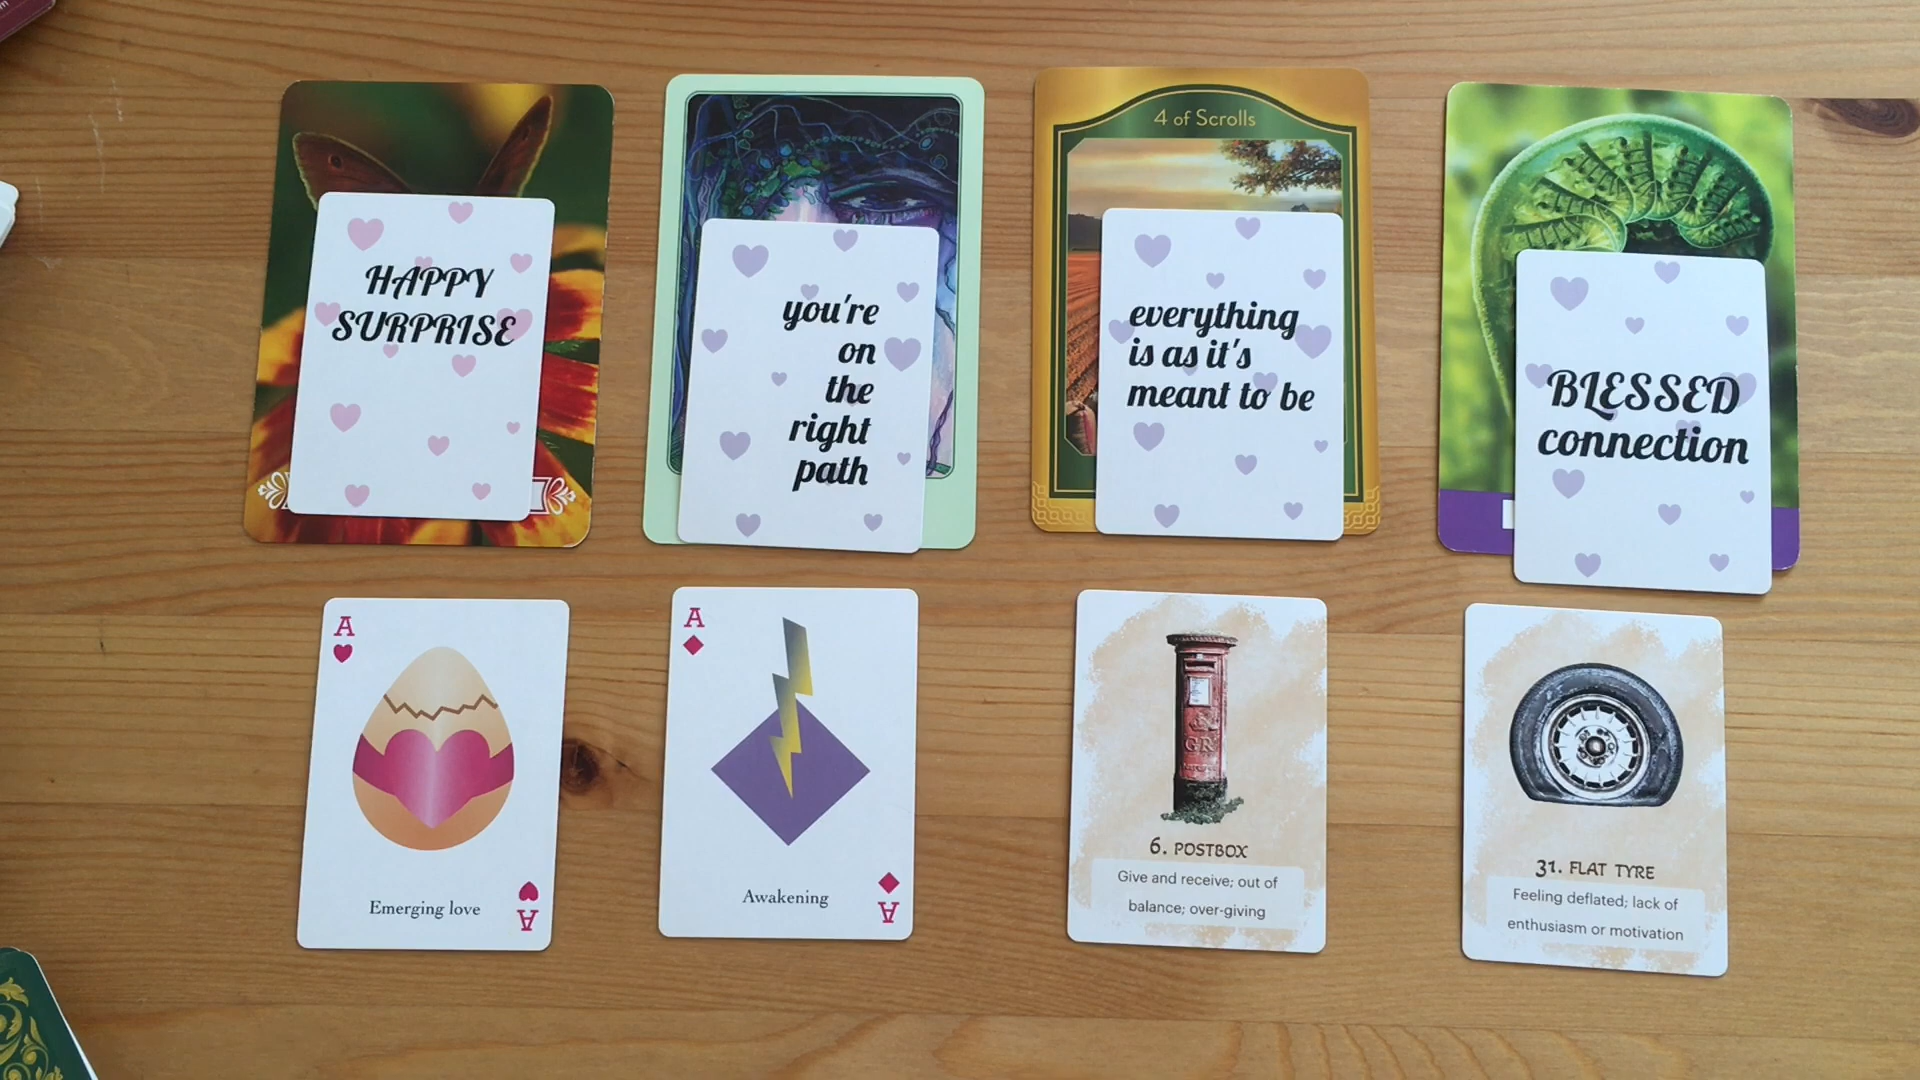 HAPPY
SURPRISE
you're
on
the
right
path
4 of Scrolls
everything
is as it's
meant to be
BLESSED
connection
A
Emerging love
A
A
Awakening
A
GR
6. POSTBOX
Give and receive; out of
balance; over-giving
31. FLAT TYRE
Feeling deflated; lack of
enthusiasm or motivation